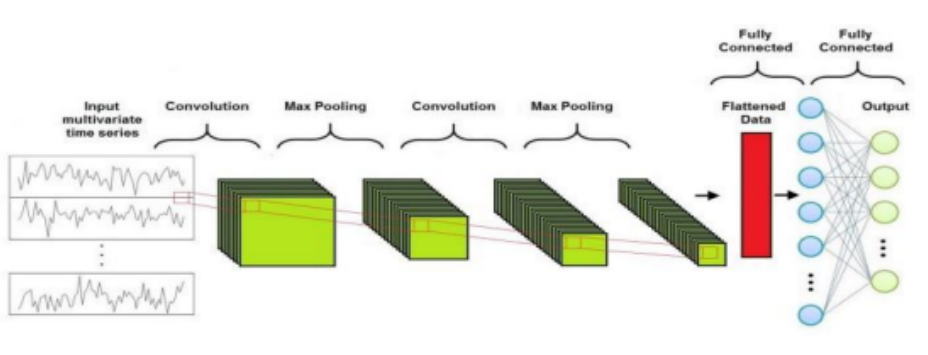 Fully
Connected
Fully
Connected
Input
multivariate
time series
Convolution
Max Pooling
Convolution
Max Pooling
Flattened
Data
Output